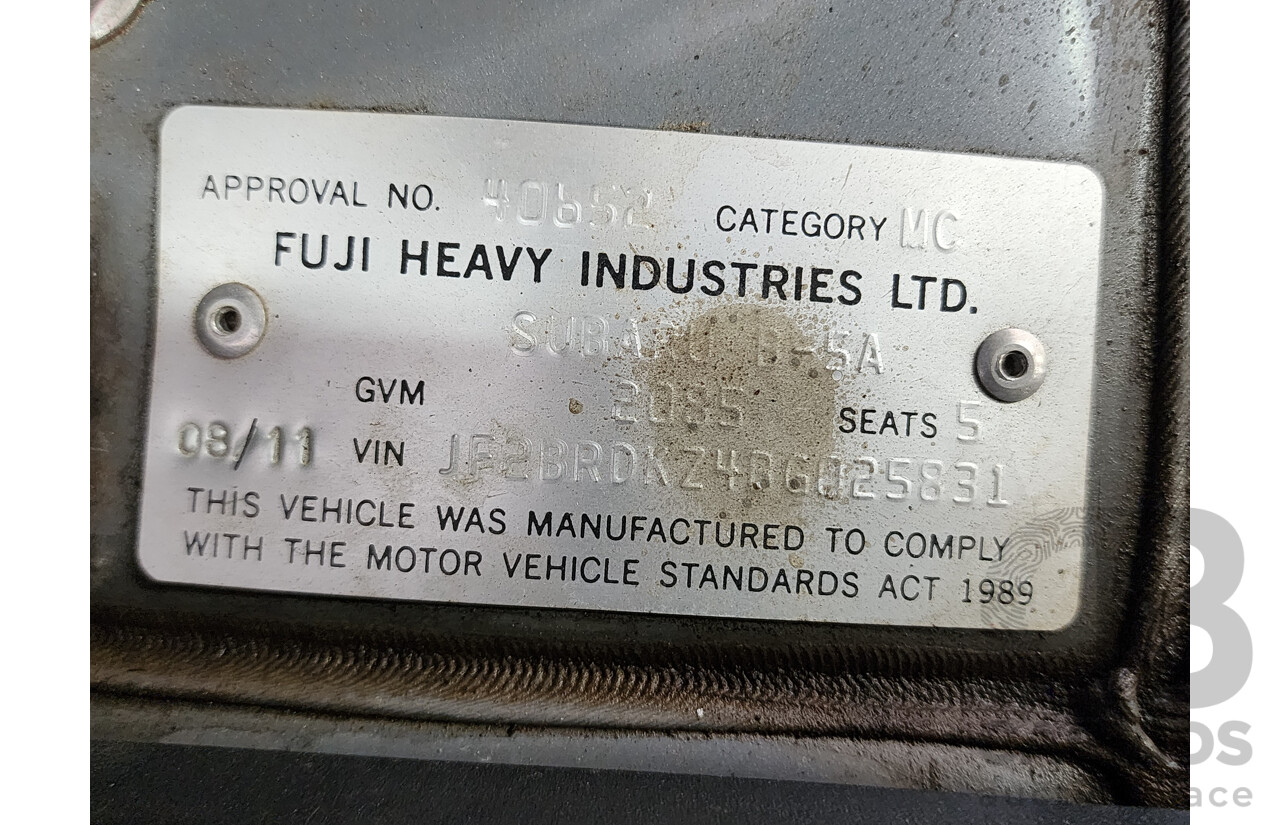 APPROVAL NO. 40652 CATEGORY MC
FUJI HEAVY INDUSTRIES LTD.
SUBARU B-5A
GVM 2085 SEATS 5
08/11 VIN JF2BRDKZ4BG025831
THIS VEHICLE WAS MANUFACTURED TO COMPLY
WITH THE MOTOR VEHICLE STANDARDS ACT 1989